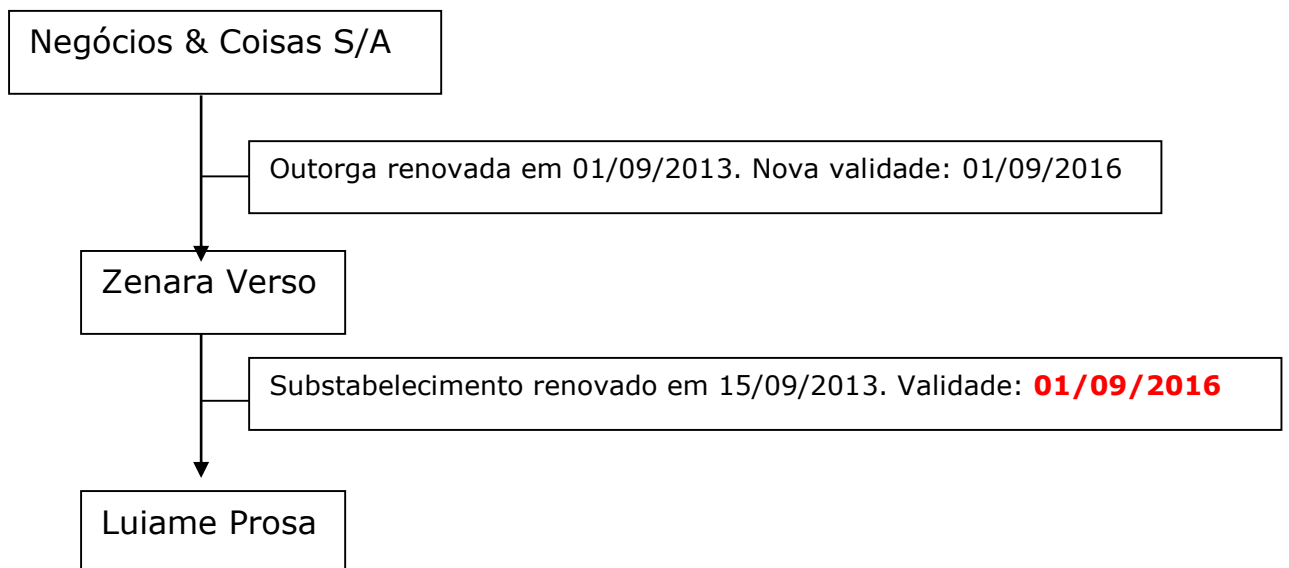 Negócios & Coisas S/A
Outorga renovada em 01/09/2013. Nova validade: 01/09/2016
Zenara Verso
Substabelecimento renovado em 15/09/2013. Validade: 01/09/2016
Luiame Prosa